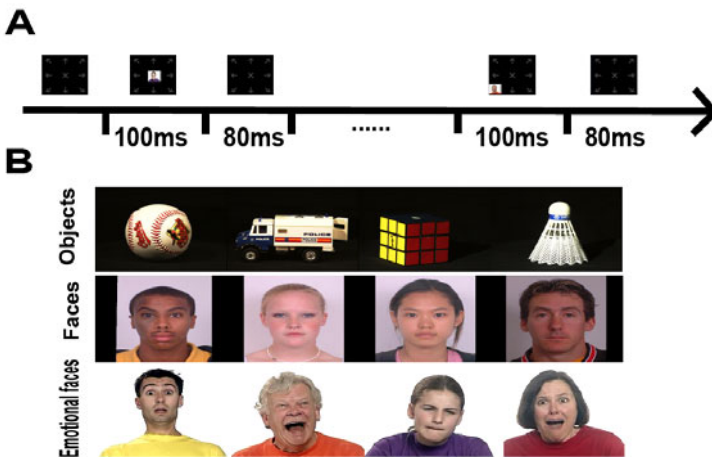 A
100ms
80ms
......
100ms
80ms
B
Objects
POLICE
Faces
Emotional faces